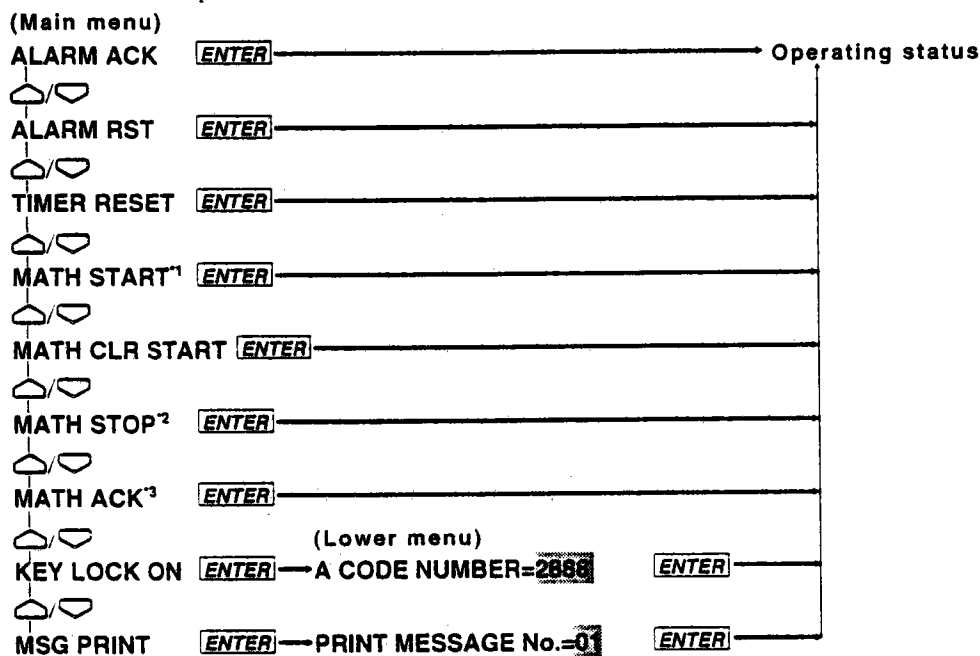 (Main menu)
ALARM ACK ENTER Operating status
/
ALARM RST ENTER
/
TIMER RESET ENTER
/
MATH START*1 ENTER
/
MATH CLR START ENTER
/
MATH STOP*2 ENTER
/
MATH ACK*3 ENTER
/ (Lower menu)
KEY LOCK ON ENTER A CODE NUMBER= ENTER
/
MSG PRINT ENTER PRINT MESSAGE No.=01 ENTER